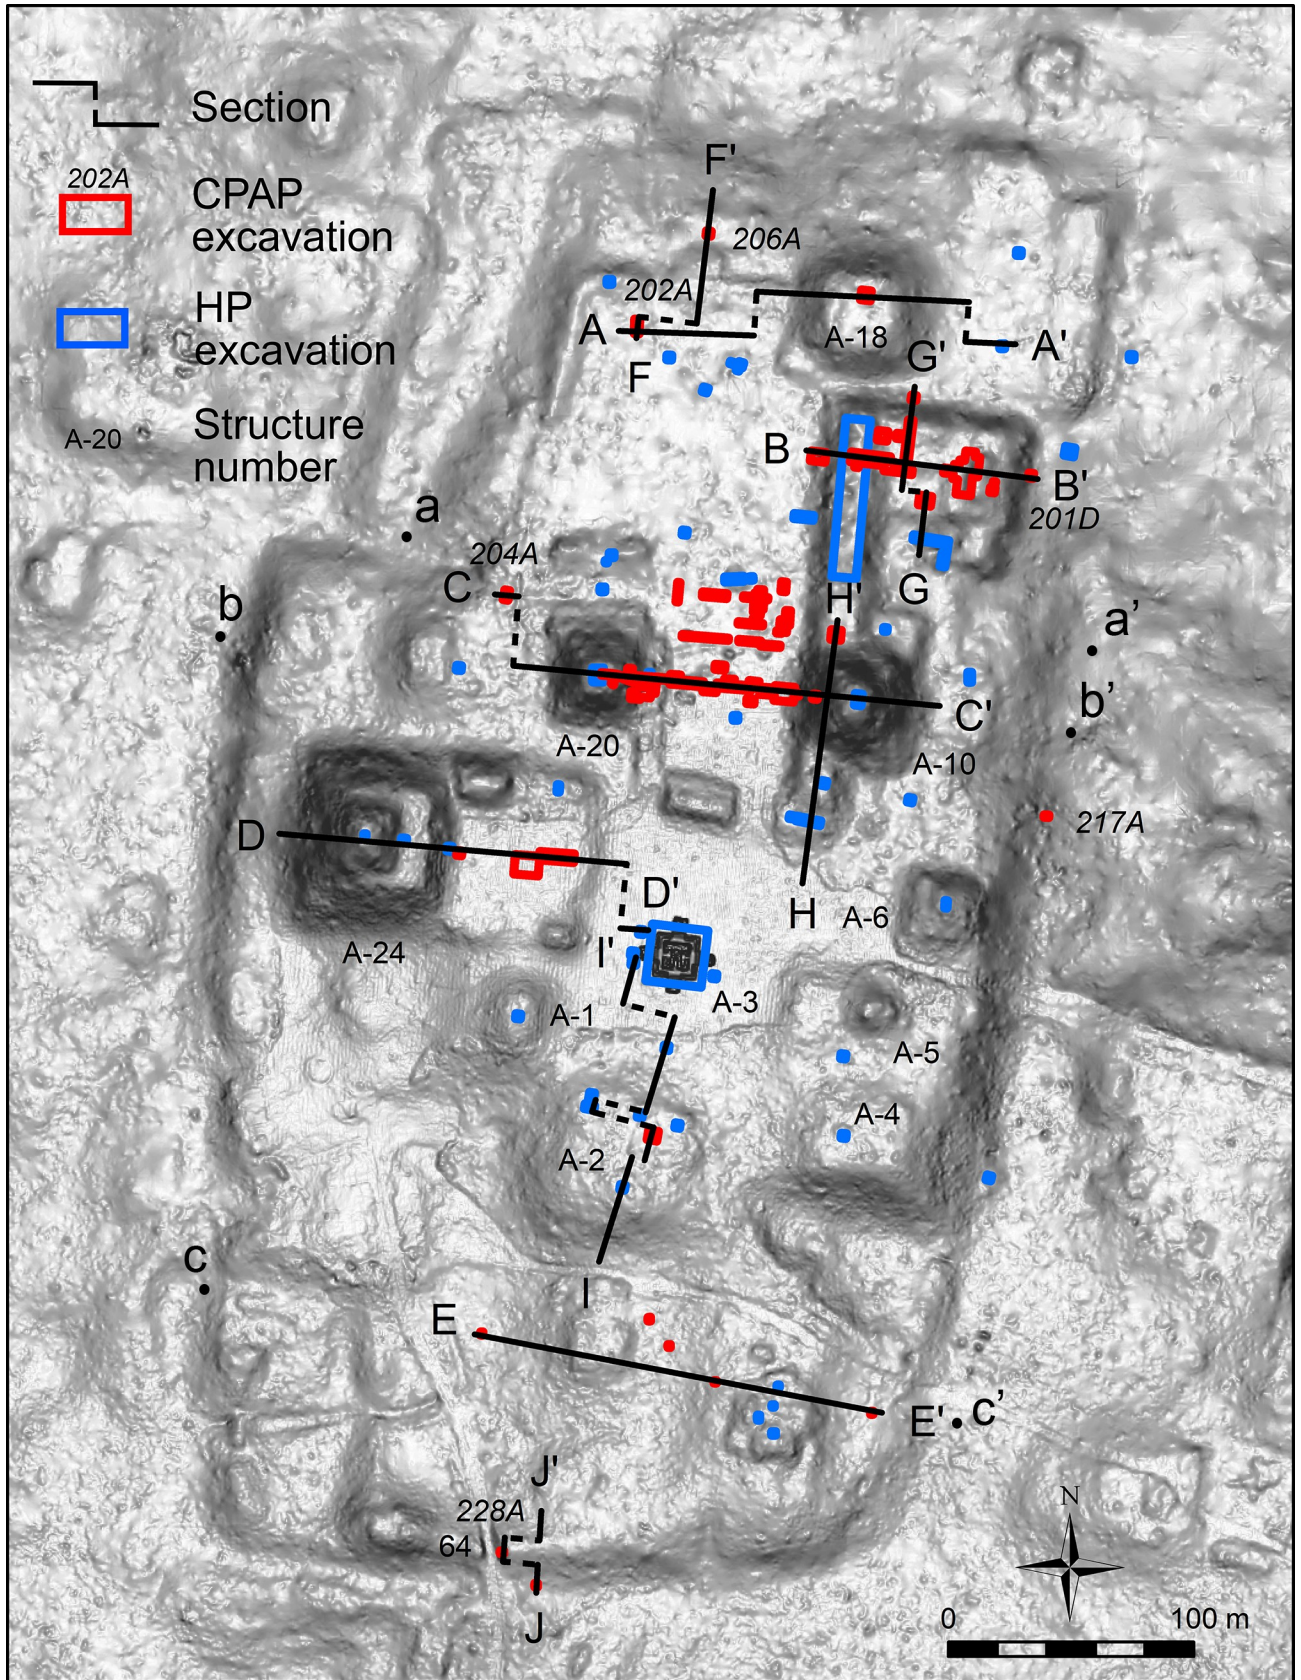 Section
202A
CPAP
excavation
HP
excavation
A-20
Structure
number
F'
206A
202A
A
F
A-18
A'
G'
B
B'
201D
a
204A
C
G
H'
b
a’
C'
b’
A-20
A-10
D
217A
D'
H
A-6
I'
A-24
A-3
A-1
A-5
A-4
A-2
c
I
E
E'
c’
J'
228A
64
J
N
0
100 m